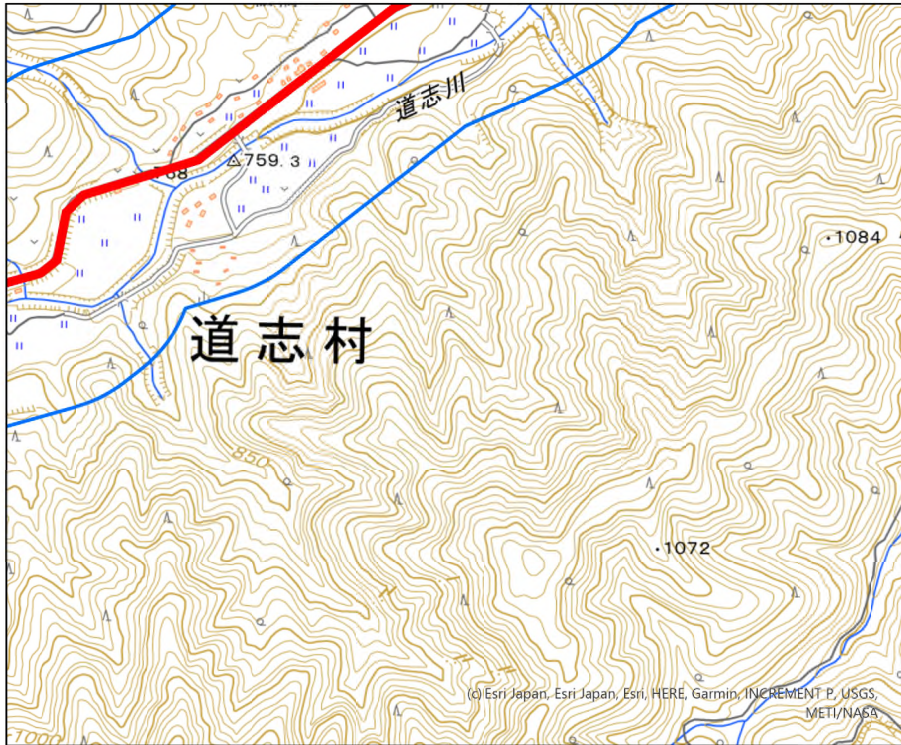 道志川
759.3
768
1084
道志村
850
1072
(c) Esri Japan, Esri Japan, Esri, HERE, Garmin, INCREMENT P, USGS,
METI/NASA
1000